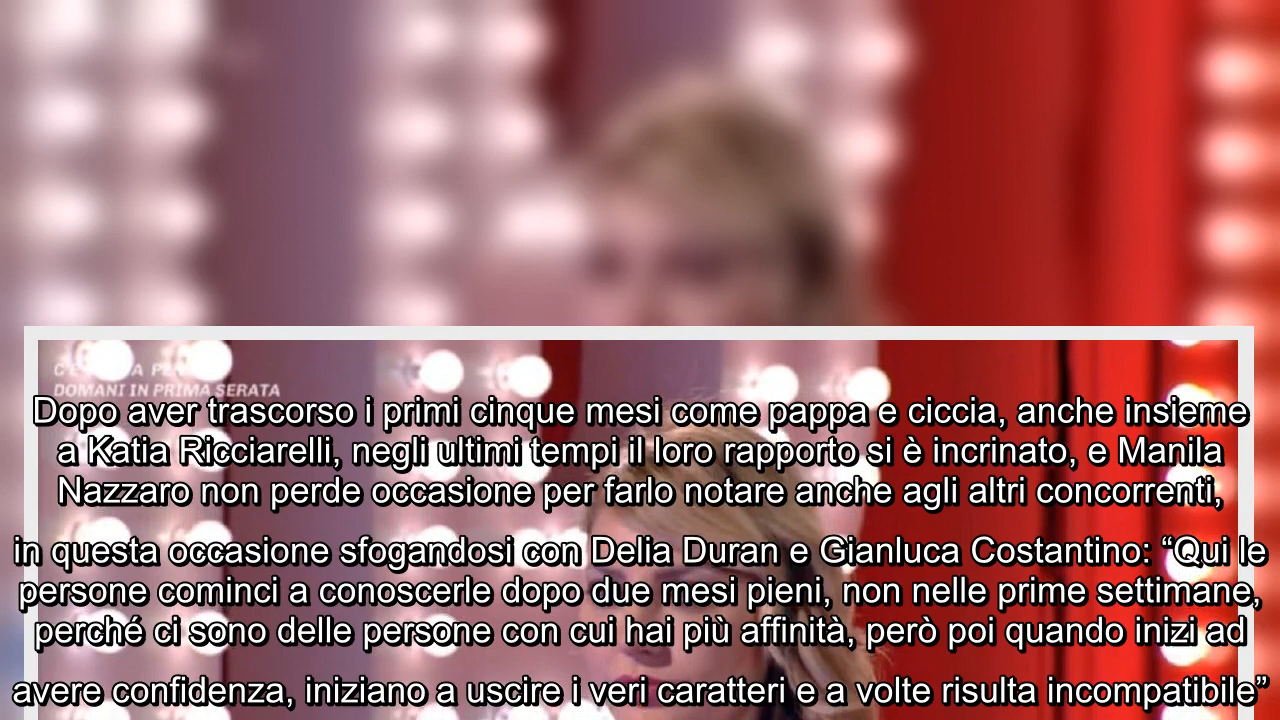 DOMANI IN PRIMA SERATA
Dopo aver trascorso i primi cinque mesi come pappa e ciccia, anche insieme
a Katia Ricciarelli, negli ultimi tempi il loro rapporto si è incrinato, e Manila
Nazzaro non perde occasione per farlo notare anche agli altri concorrenti,
in questa occasione sfogandosi con Delia Duran e Gianluca Costantino: “Qui le
persone cominci a conoscerle dopo due mesi pieni, non nelle prime settimane,
perché ci sono delle persone con cui hai più affinità, però poi quando inizi ad
avere confidenza, iniziano a uscire i veri caratteri e a volte risulta incompatibile”